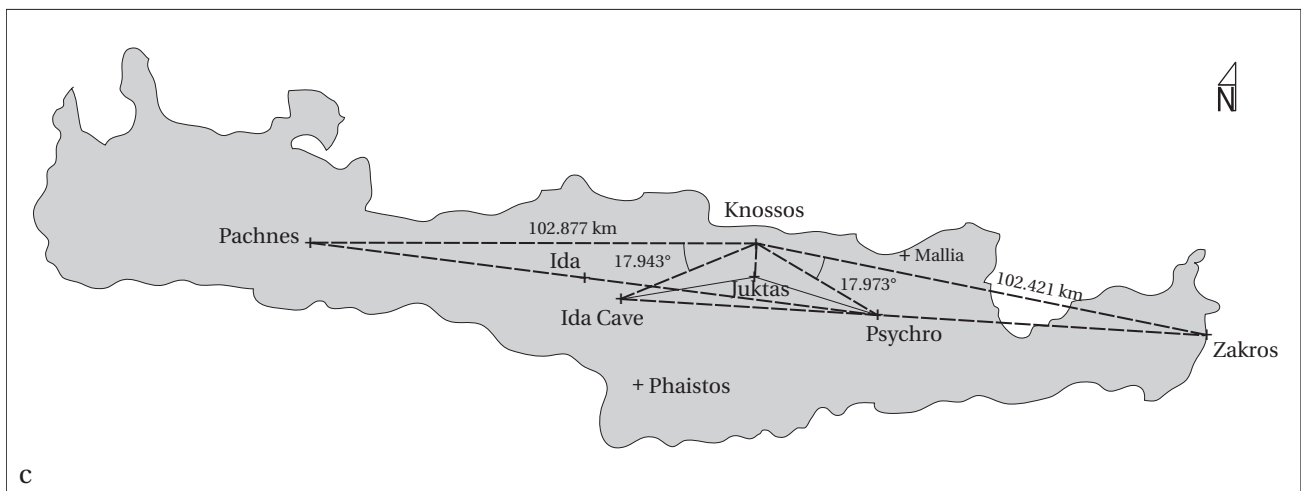 N
Knossos
Pachnes
102.877 km
Mallia
Ida
17.943°
17.973°
Juktas
102.421 km
Ida Cave
Psychro
Zakros
Phaistos
c